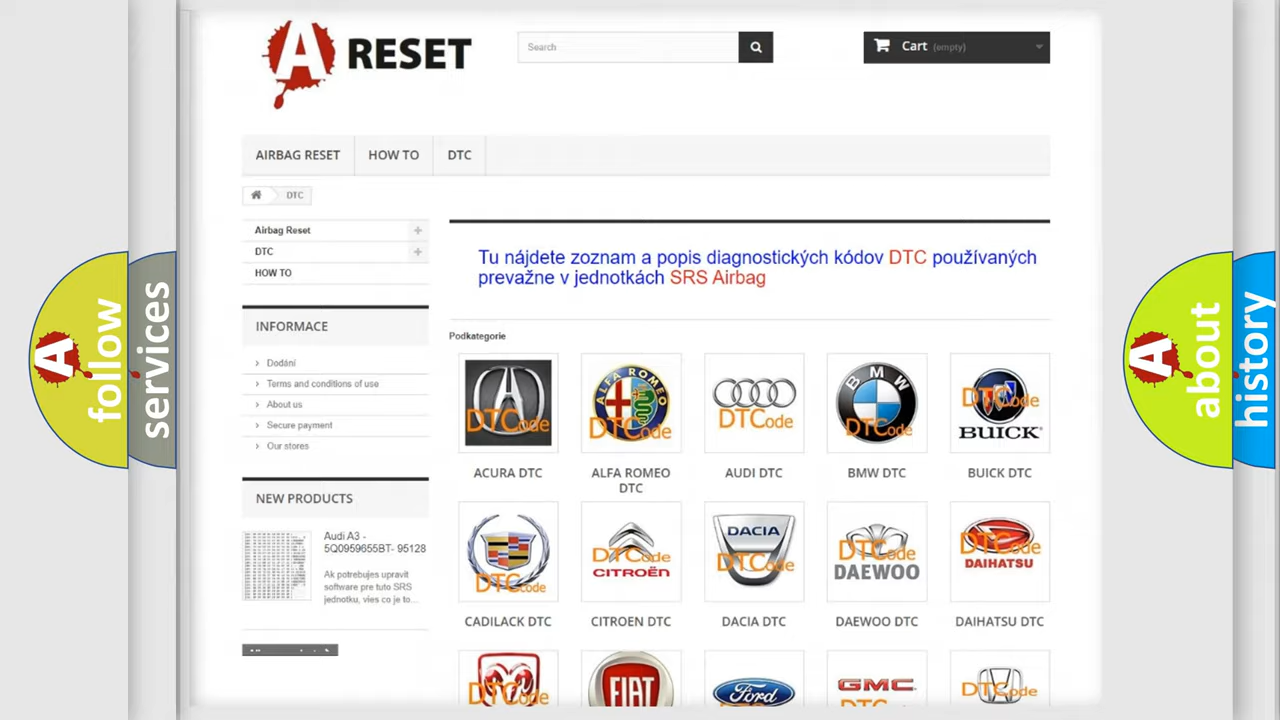 A RESET
Search
Cart (empty)
AIRBAG RESET
HOW TO
DTC
DTC
Airbag Reset
DTC
HOW TO
Tu nájdete zoznam a popis diagnostických kódov DTC používaných
prevažne v jednotkách SRS Airbag
INFORMACE
Dodání
Terms and conditions of use
About us
Secure payment
Our stores
NEW PRODUCTS
Audi A3 -
5Q0959655BT- 95128
Ak potrebujes upravit
software pre tuto SRS
jednotku, vies co je to...
Podkategorie
DTCode
ALFA ROMEO
DTCode
DTCode
BMW
DTCode
DTCode
BUICK
ACURA DTC
ALFA ROMEO
DTC
AUDI DTC
BMW DTC
BUICK DTC
DTCode
DTCode
CITROËN
DACIA
DTCode
DTCode
DAEWOO
DTCode
DAIHATSU
CADILACK DTC
CITROEN DTC
DACIA DTC
DAEWOO DTC
DAIHATSU DTC
DTCode
FIAT
Ford
GMC
DTCode
A follow
services
A about
history